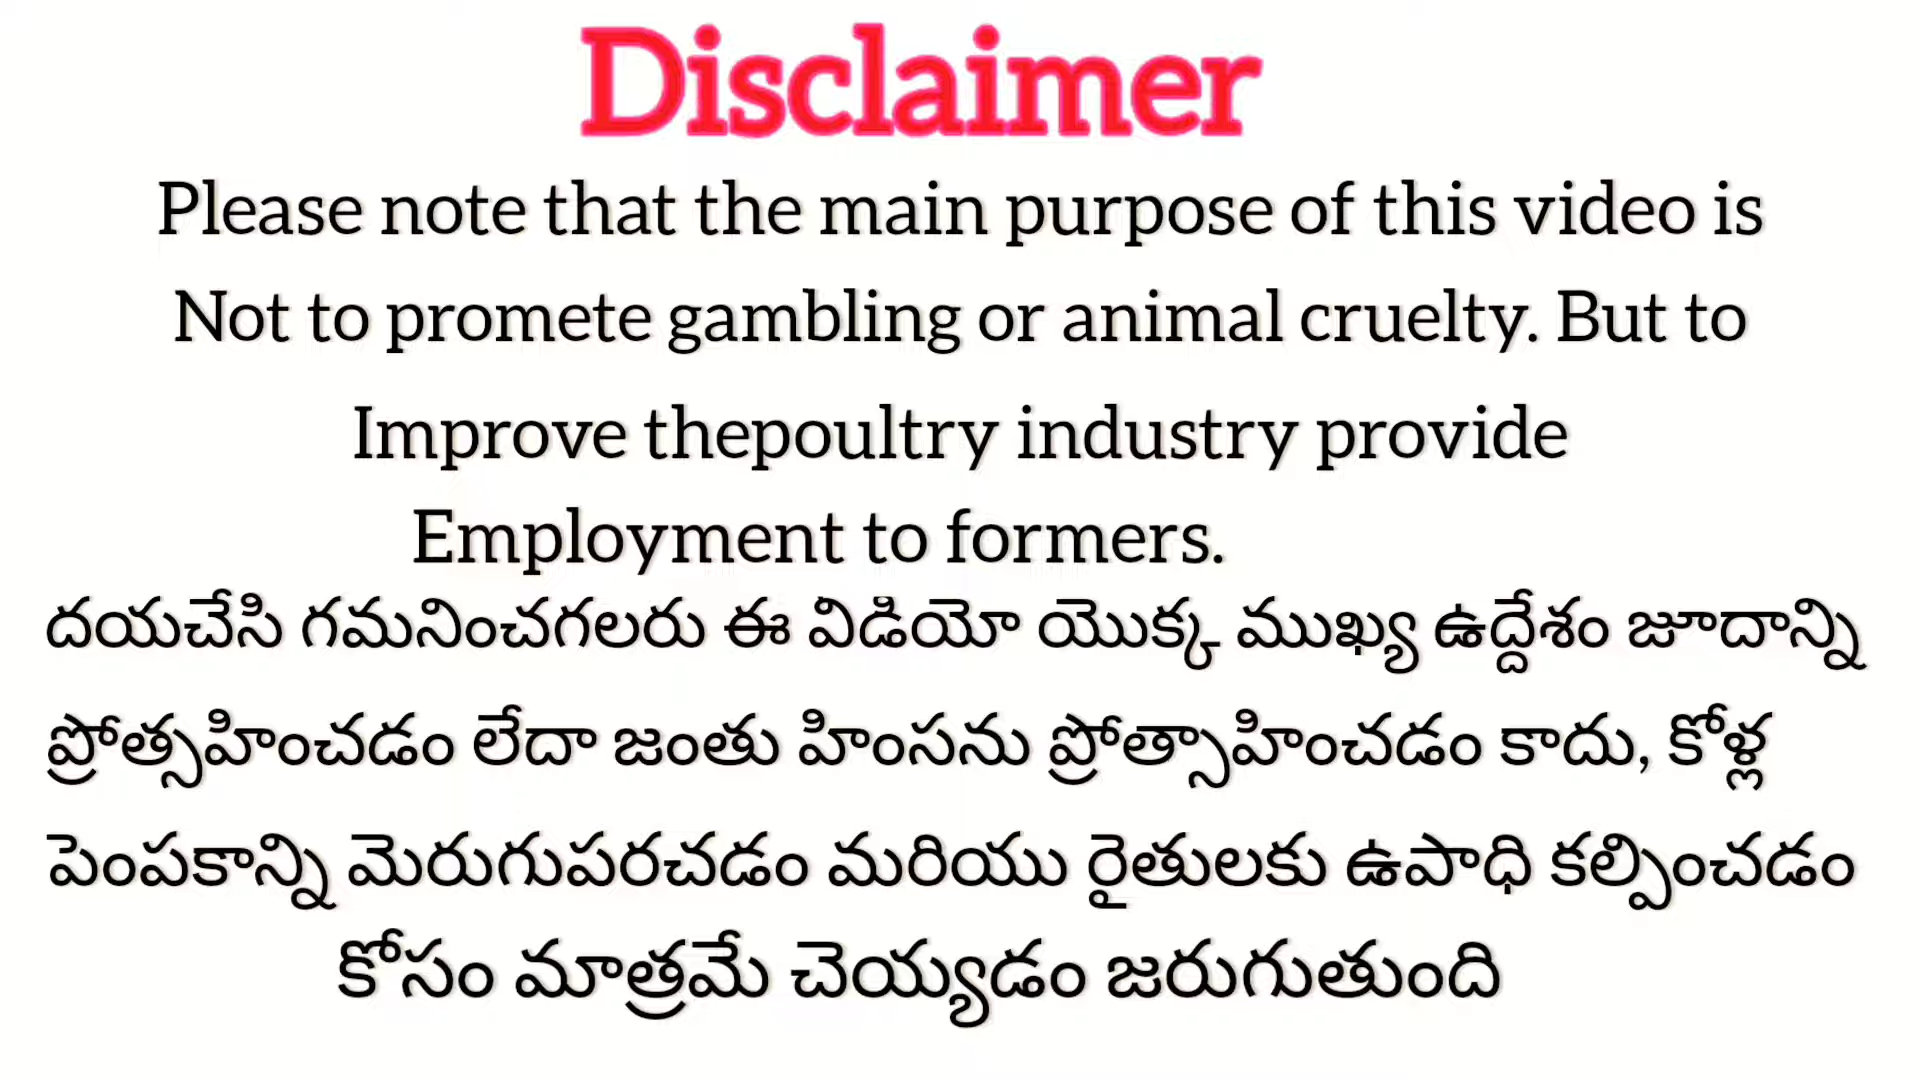 Disclaimer
Please note that the main purpose of this video is
Not to promete gambling or animal cruelty. But to
Improve thepoultry industry provide
Employment to formers.
దయచేసి గమనించగలరు ఈ విడియో యొక్క ముఖ్య ఉద్దేశం జూదాన్ని
ప్రోత్సహించడం లేదా జంతు హింసను ప్రోత్సాహించడం కాదు, కోళ్ల
పెంపకాన్ని మెరుగుపరచడం మరియు రైతులకు ఉపాధి కల్పించడం
కోసం మాత్రమే చెయ్యడం జరుగుతుంది